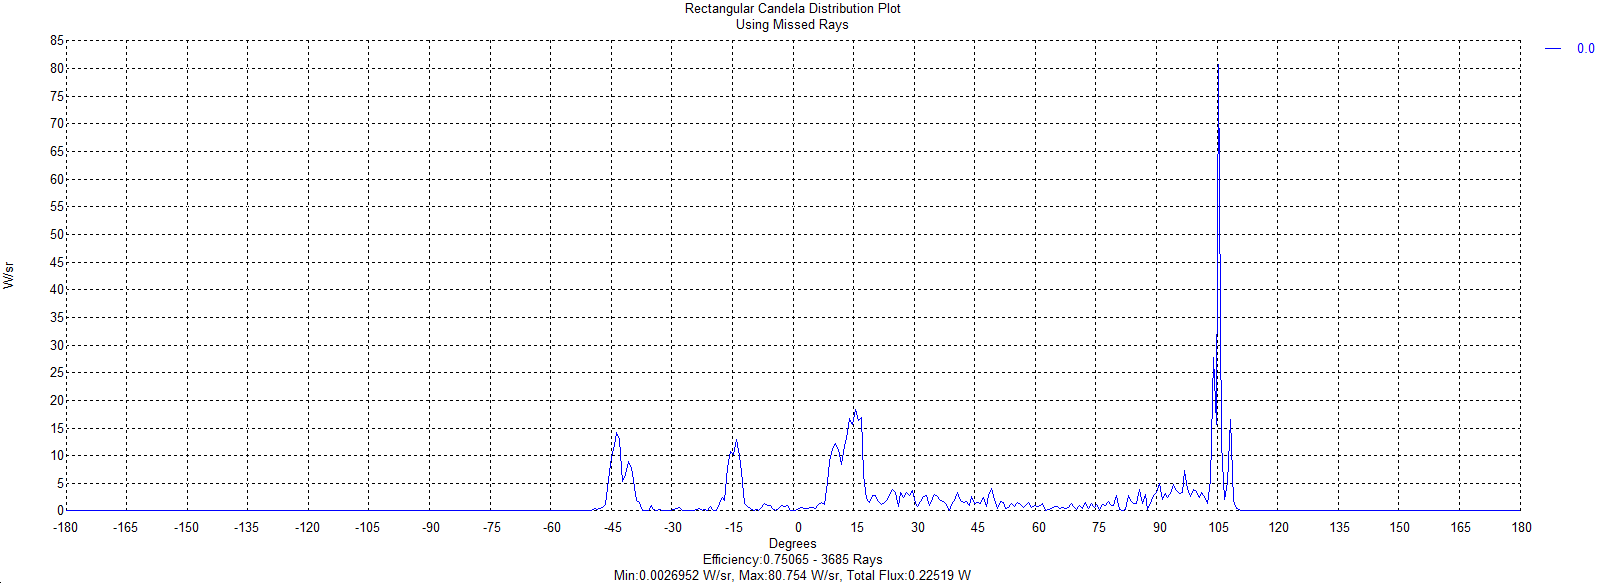 Rectangular Candela Distribution Plot
Using Missed Rays
0.0
85
80
75
70
65
60
55
50
45
40
35
30
25
20
15
10
5
0
W/sr
-180 -165 -150 -135 -120 -105 -90 -75 -60 -45 -30 -15 0 15 30 45 60 75 90 105 120 135 150 165 180
Degrees
Efficiency:0.75065 - 3685 Rays
Min:0.0026952 W/sr, Max:80.754 W/sr, Total Flux:0.22519 W